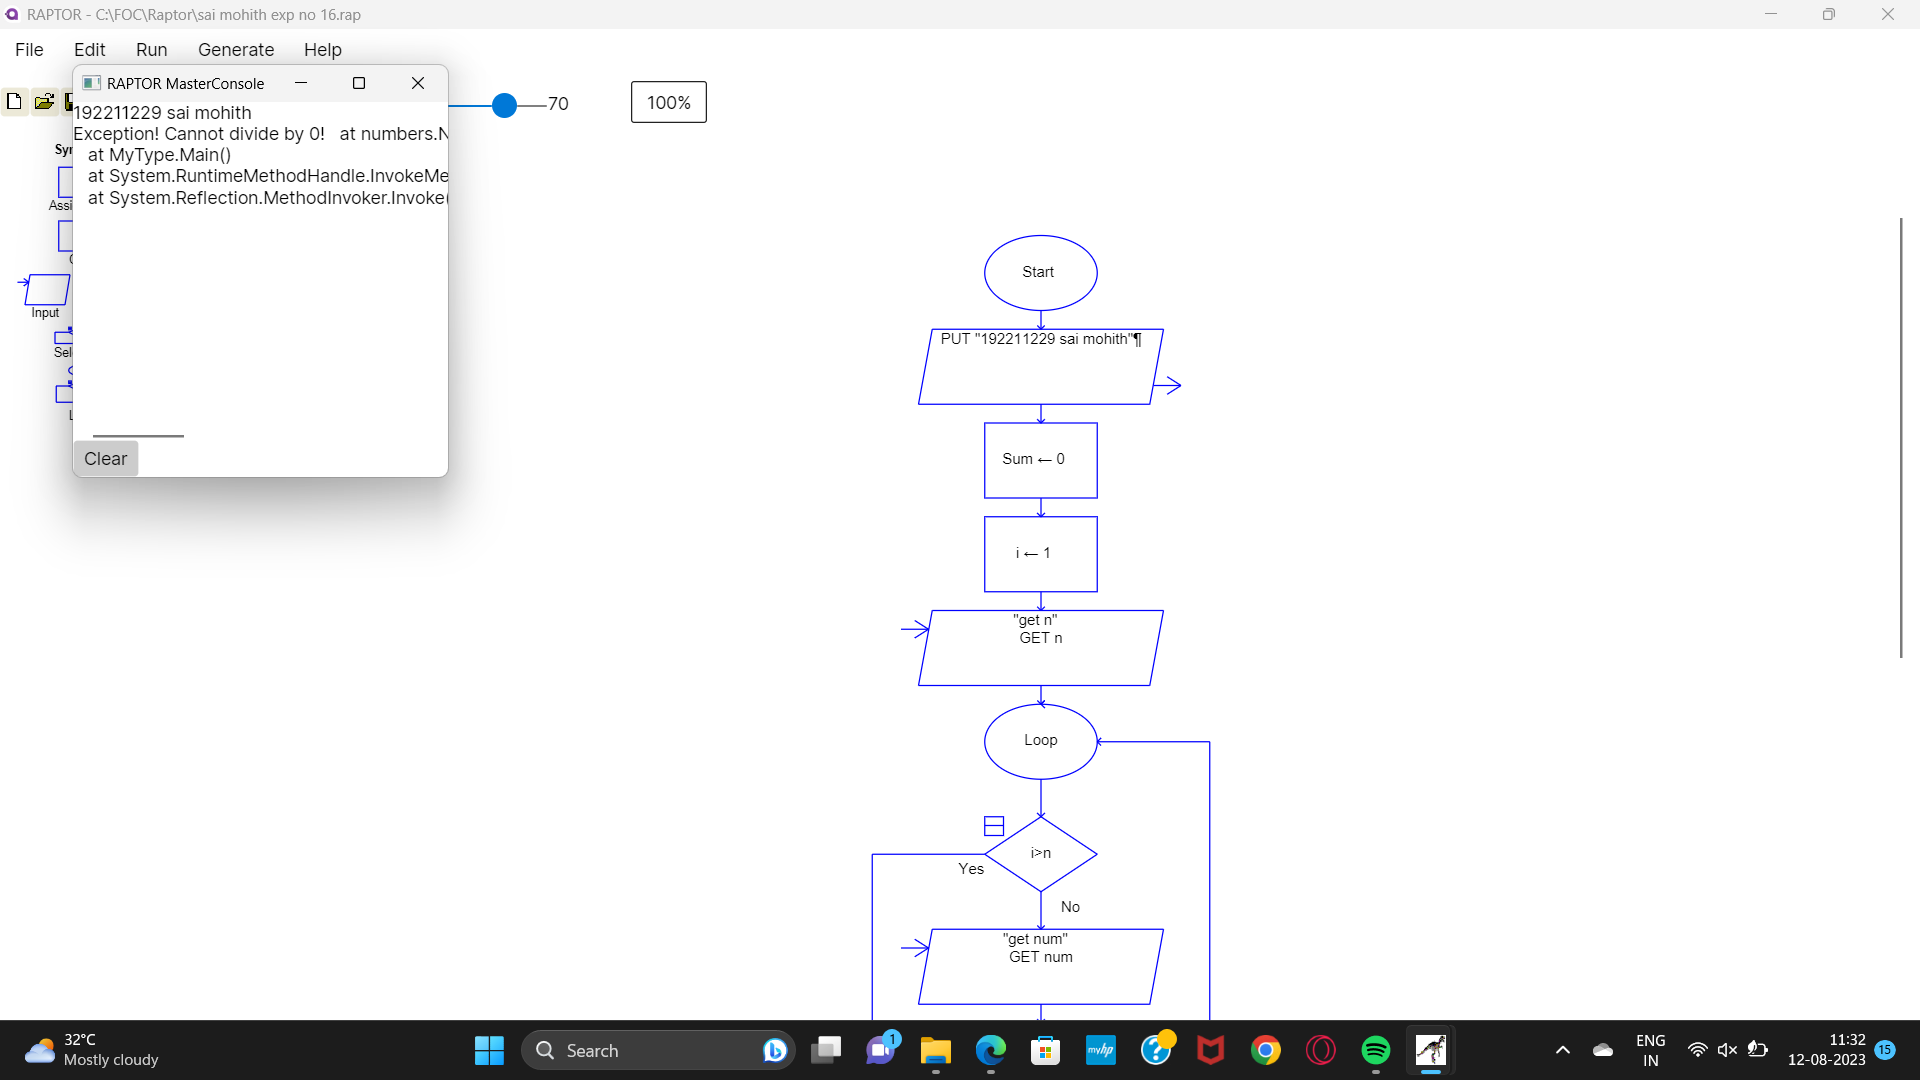 RAPTOR - C:\FOC\Raptor\sai mohith exp no 16.rap
File Edit Run Generate Help
RAPTOR MasterConsole
70
100%
192211229 sai mohith
Exception! Cannot divide by 0!   at numbers.N
at MyType.Main()
at System.RuntimeMethodHandle.InvokeMe
at System.Reflection.MethodInvoker.Invoke(
Clear
Syr
Assi
Input
Sel
L
Start
PUT "192211229 sai mohith"¶
Sum ← 0
i ← 1
"get n"
GET n
Loop
i>n
Yes
No
"get num"
GET num
32°C
Mostly cloudy
Search
1
myhp
?
ENG
IN
11:32
12-08-2023
15